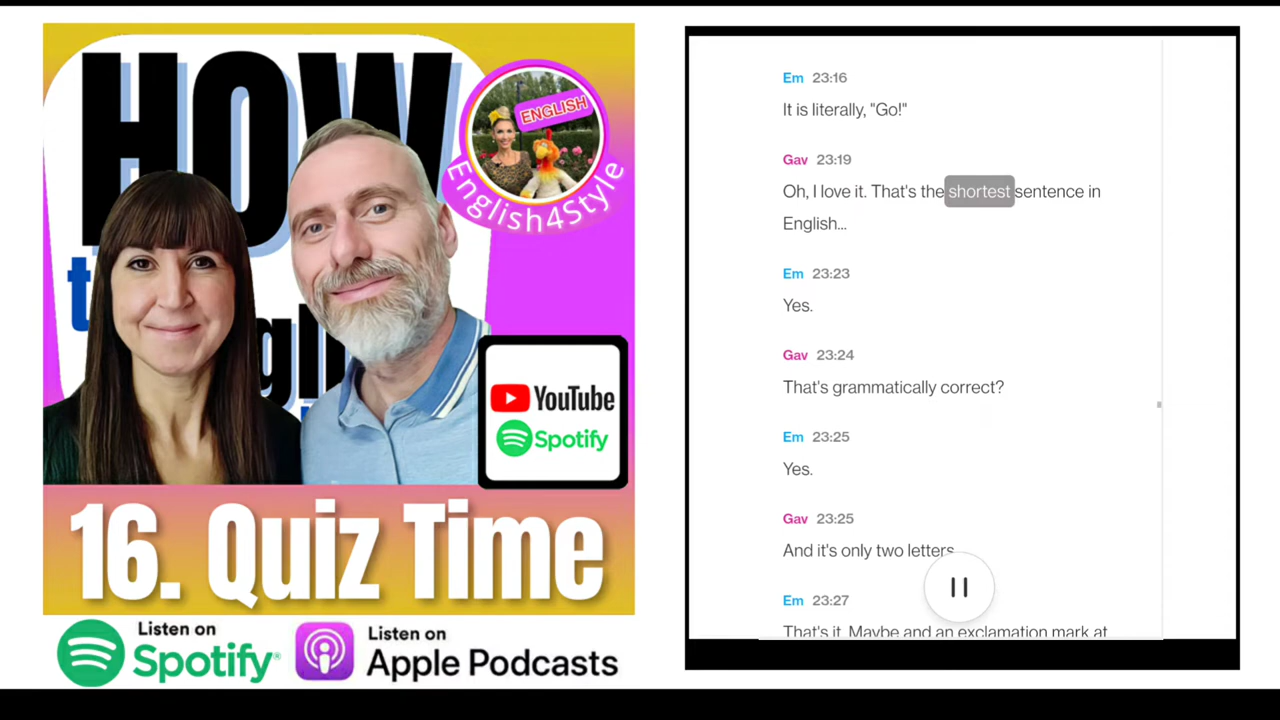 HOW
t
gli
ENGLISH
English4Style
YouTube
Spotify
16. Quiz Time
Listen on
Spotify®
Listen on
Apple Podcasts
Em 23:16
It is literally, "Go!"
Gav 23:19
Oh, I love it. That's the shortest sentence in
English...
Em 23:23
Yes.
Gav 23:24
That's grammatically correct?
Em 23:25
Yes.
Gav 23:25
And it's only two letters
Em 23:27
That's it. Maybe and an exclamation mark at